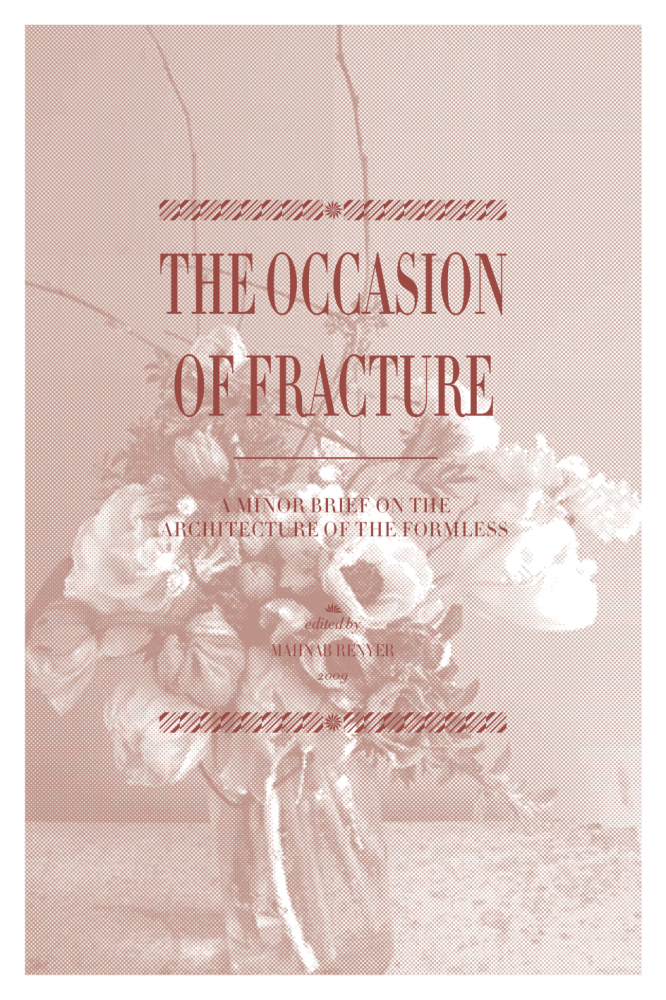 THE OCCASION
OF FRACTURE
A MINOR BRIEF ON THE
ARCHITECTURE OF THE FORMLESS
edited by
MAHNAB RENYER
2009